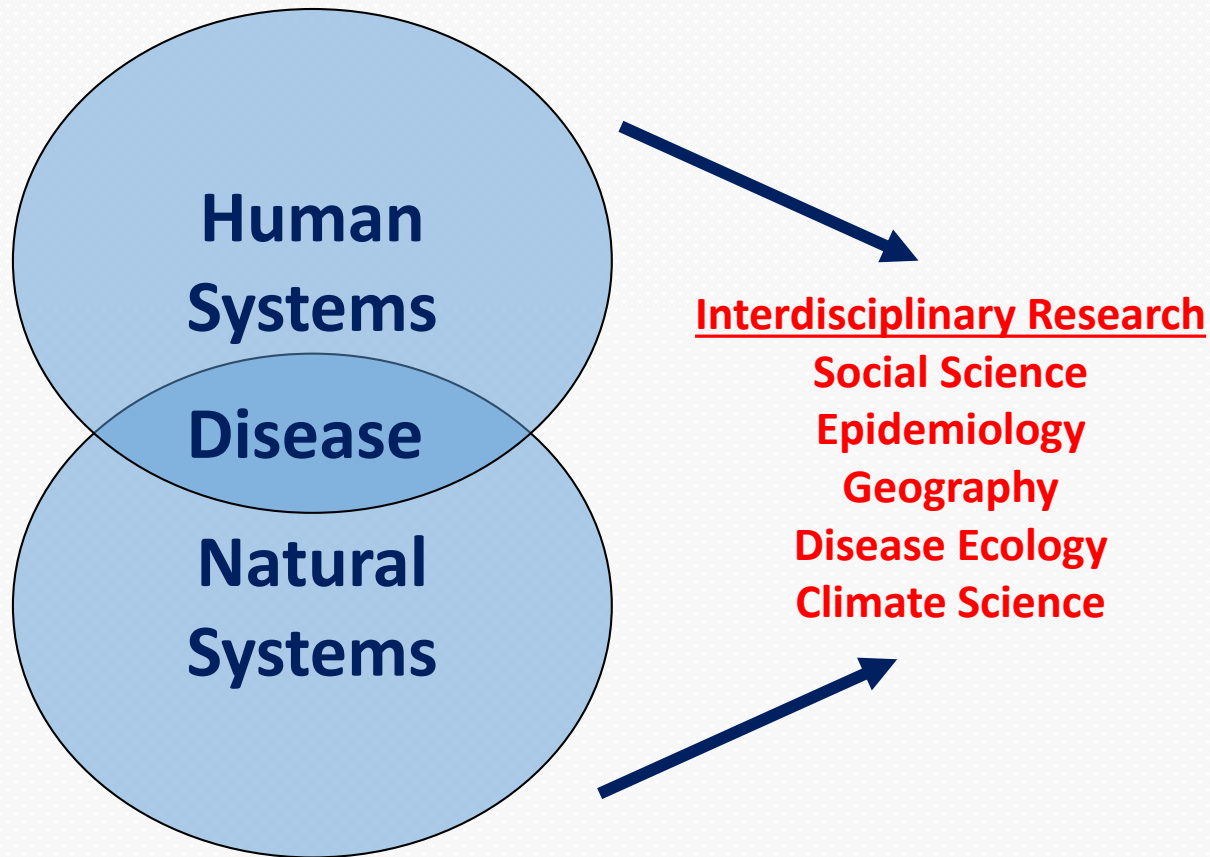 Human
Systems
Disease
Natural
Systems
Interdisciplinary Research
Social Science
Epidemiology
Geography
Disease Ecology
Climate Science